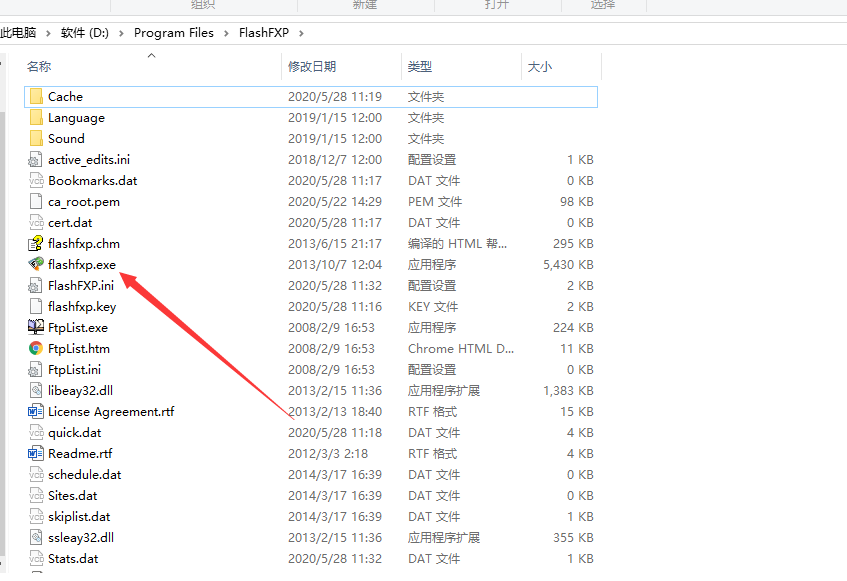 组织 新建 打开 选择
此电脑 › 软件 (D:) › Program Files › FlashFXP ›
名称 修改日期 类型 大小
Cache 2020/5/28 11:19 文件夹
Language 2019/1/15 12:00 文件夹
Sound 2019/1/15 12:00 文件夹
active_edits.ini 2018/12/7 12:00 配置设置 1 KB
Bookmarks.dat 2020/5/28 11:17 DAT 文件 0 KB
ca_root.pem 2020/5/22 14:29 PEM 文件 98 KB
cert.dat 2020/5/28 11:17 DAT 文件 0 KB
flashfxp.chm 2013/6/15 21:17 编译的 HTML 帮... 295 KB
flashfxp.exe 2013/10/7 12:04 应用程序 5,430 KB
FlashFXP.ini 2020/5/28 11:32 配置设置 2 KB
flashfxp.key 2020/5/28 11:16 KEY 文件 2 KB
FtpList.exe 2008/2/9 16:53 应用程序 224 KB
FtpList.htm 2008/2/9 16:53 Chrome HTML D... 11 KB
FtpList.ini 2008/2/9 16:53 配置设置 0 KB
libeay32.dll 2013/2/15 11:36 应用程序扩展 1,383 KB
License Agreement.rtf 2013/2/13 18:40 RTF 格式 15 KB
quick.dat 2020/5/28 11:18 DAT 文件 4 KB
Readme.rtf 2012/3/3 2:18 RTF 格式 4 KB
schedule.dat 2014/3/17 16:39 DAT 文件 0 KB
Sites.dat 2014/3/17 16:39 DAT 文件 0 KB
skiplist.dat 2014/3/17 16:39 DAT 文件 1 KB
ssleay32.dll 2013/2/15 11:36 应用程序扩展 355 KB
Stats.dat 2020/5/28 11:32 DAT 文件 1 KB